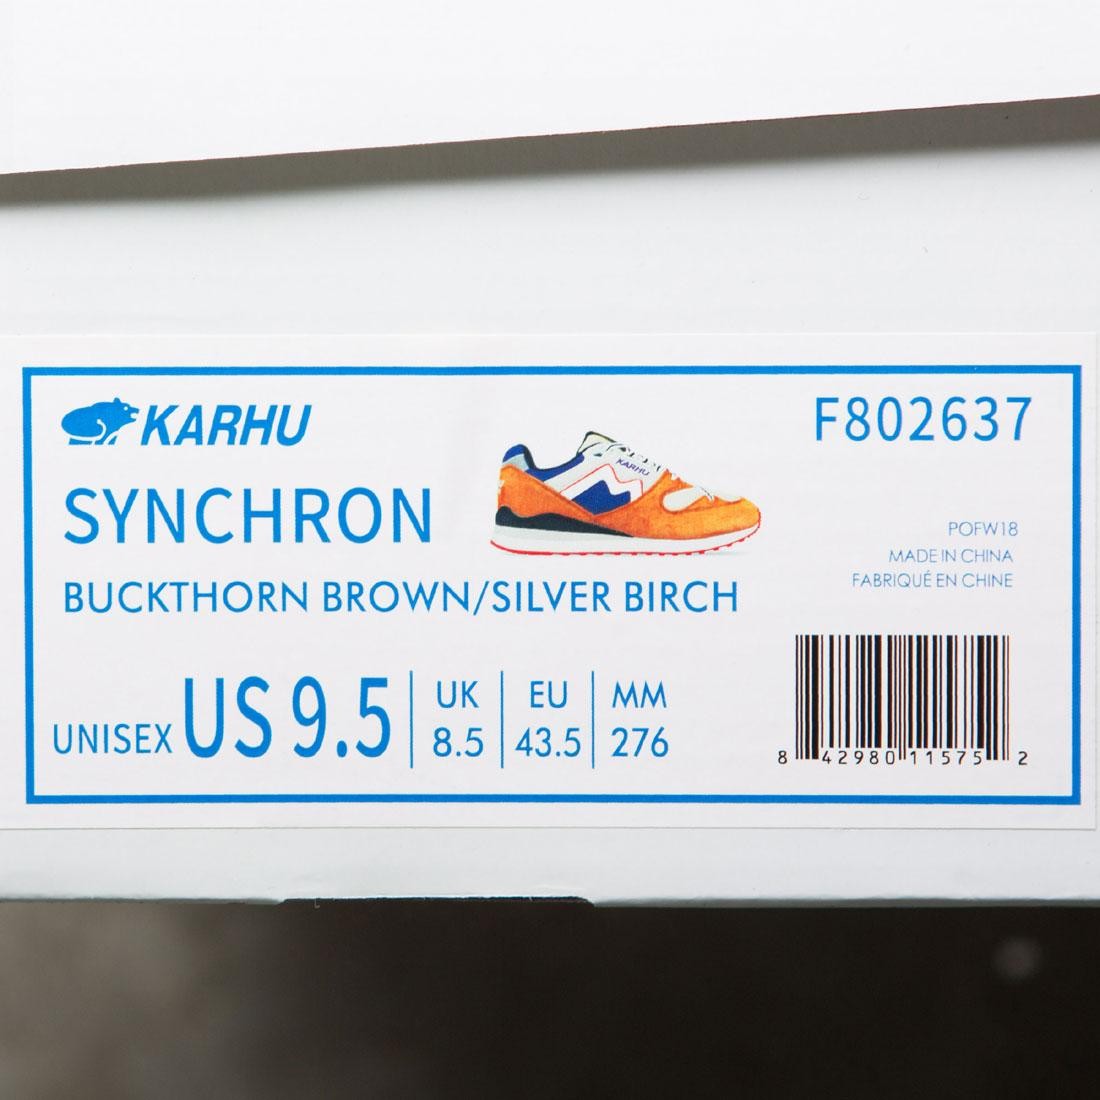 KARHU
F802637
SYNCHRON
KARHU
BUCKTHORN BROWN/SILVER BIRCH
POFW18
MADE IN CHINA
FABRIQUÉ EN CHINE
UNISEX US 9.5
UK 8.5
EU 43.5
MM 276
8 42980 11575 2